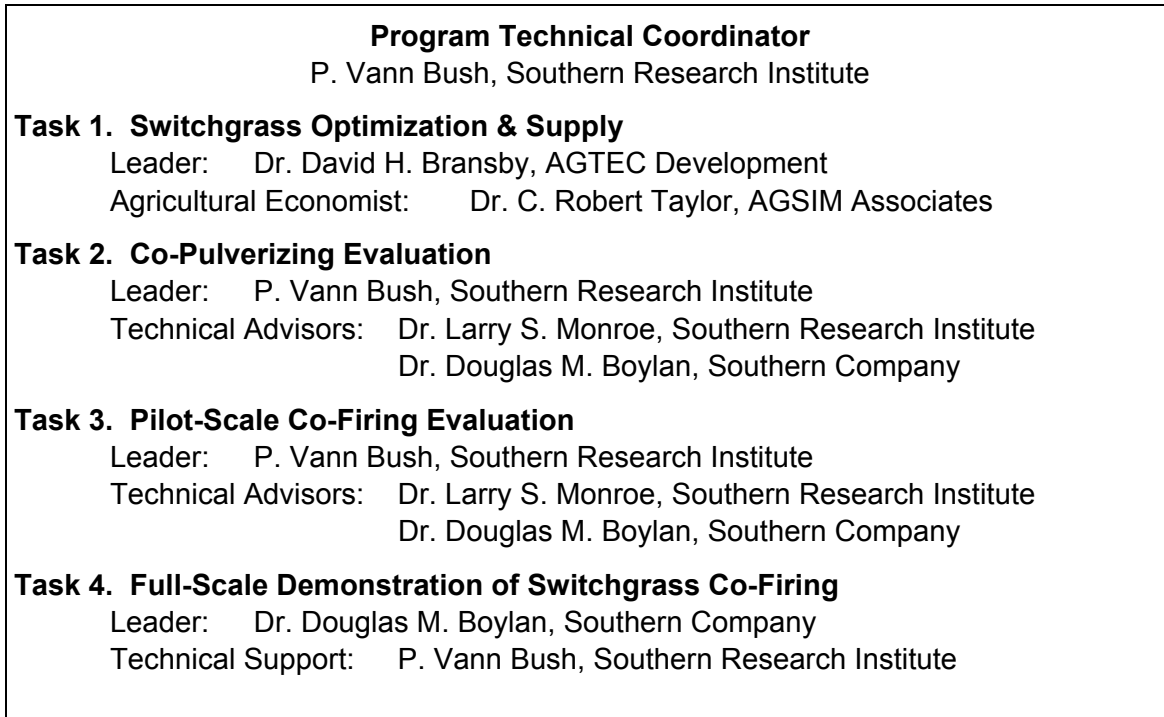 Program Technical Coordinator
P. Vann Bush, Southern Research Institute
Task 1. Switchgrass Optimization & Supply
Leader: Dr. David H. Bransby, AGTEC Development
Agricultural Economist: Dr. C. Robert Taylor, AGSIM Associates
Task 2. Co-Pulverizing Evaluation
Leader: P. Vann Bush, Southern Research Institute
Technical Advisors: Dr. Larry S. Monroe, Southern Research Institute
Dr. Douglas M. Boylan, Southern Company
Task 3. Pilot-Scale Co-Firing Evaluation
Leader: P. Vann Bush, Southern Research Institute
Technical Advisors: Dr. Larry S. Monroe, Southern Research Institute
Dr. Douglas M. Boylan, Southern Company
Task 4. Full-Scale Demonstration of Switchgrass Co-Firing
Leader: Dr. Douglas M. Boylan, Southern Company
Technical Support: P. Vann Bush, Southern Research Institute